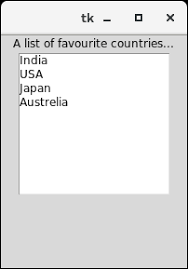 tk
A list of favourite countries...
India
USA
Japan
Austrelia